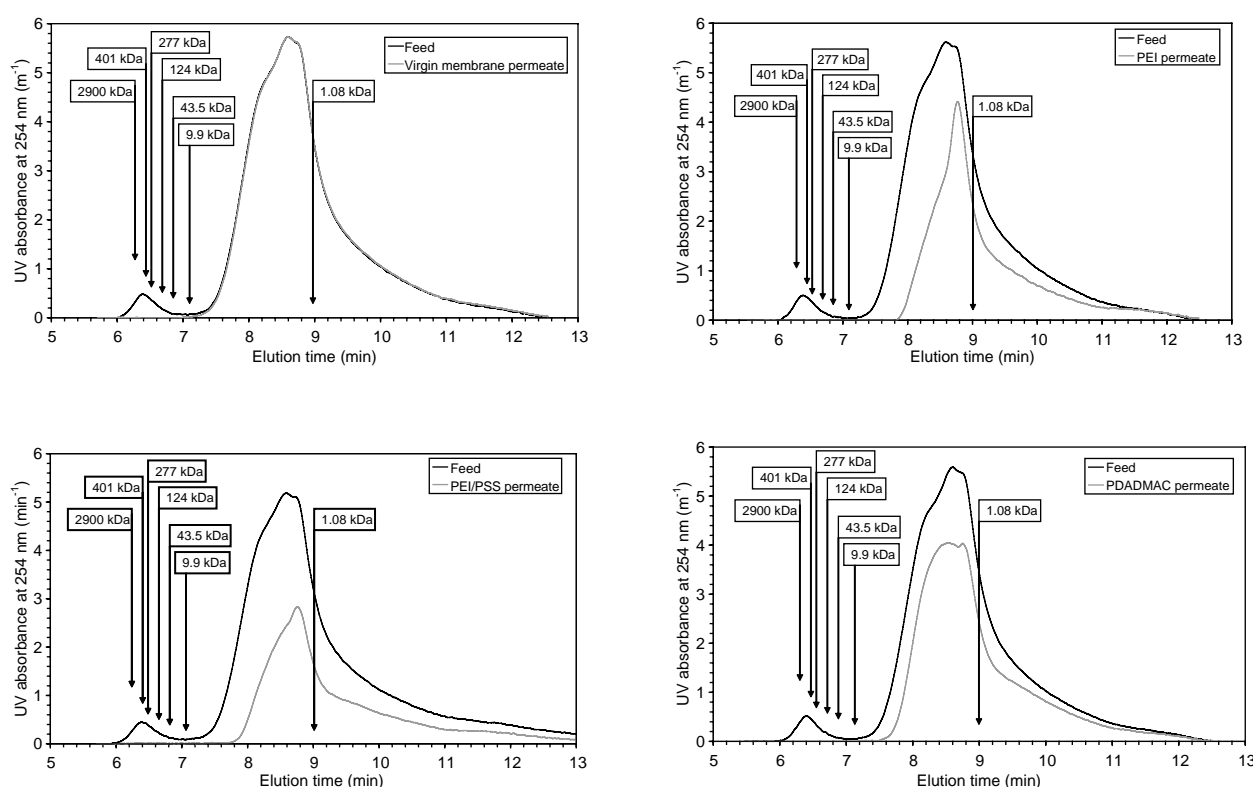 UV absorbance at 254 nm (m⁻¹)
6
5
4
3
2
1
0
277 kDa
401 kDa
124 kDa
2900 kDa
43.5 kDa
9.9 kDa
1.08 kDa
Feed
Virgin membrane permeate
5 6 7 8 9 10 11 12 13
Elution time (min)
UV absorbance at 254 nm (m⁻¹)
6
5
4
3
2
1
0
277 kDa
401 kDa
124 kDa
2900 kDa
43.5 kDa
9.9 kDa
1.08 kDa
Feed
PEI permeate
5 6 7 8 9 10 11 12 13
Elution time (min)
UV absorbance at 254 nm (min⁻¹)
6
5
4
3
2
1
0
277 kDa
401 kDa
124 kDa
2900 kDa
43.5 kDa
9.9 kDa
1.08 kDa
Feed
PEI/PSS permeate
5 6 7 8 9 10 11 12 13
Elution time (min)
UV absorbance at 254 nm (m⁻¹)
6
5
4
3
2
1
0
277 kDa
401 kDa
124 kDa
2900 kDa
43.5 kDa
9.9 kDa
1.08 kDa
Feed
PDADMAC permeate
5 6 7 8 9 10 11 12 13
Elution time (min)